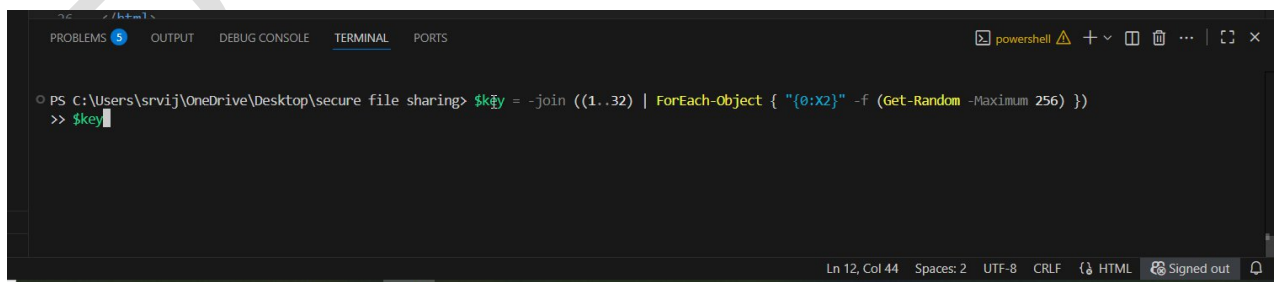 26 </html>
PROBLEMS 5 OUTPUT DEBUG CONSOLE TERMINAL PORTS powershell
PS C:\Users\srvij\OneDrive\Desktop\secure file sharing> $key = -join ((1..32) | ForEach-Object { "{0:X2}" -f (Get-Random -Maximum 256) })
>> $key
Ln 12, Col 44 Spaces: 2 UTF-8 CRLF HTML Signed out